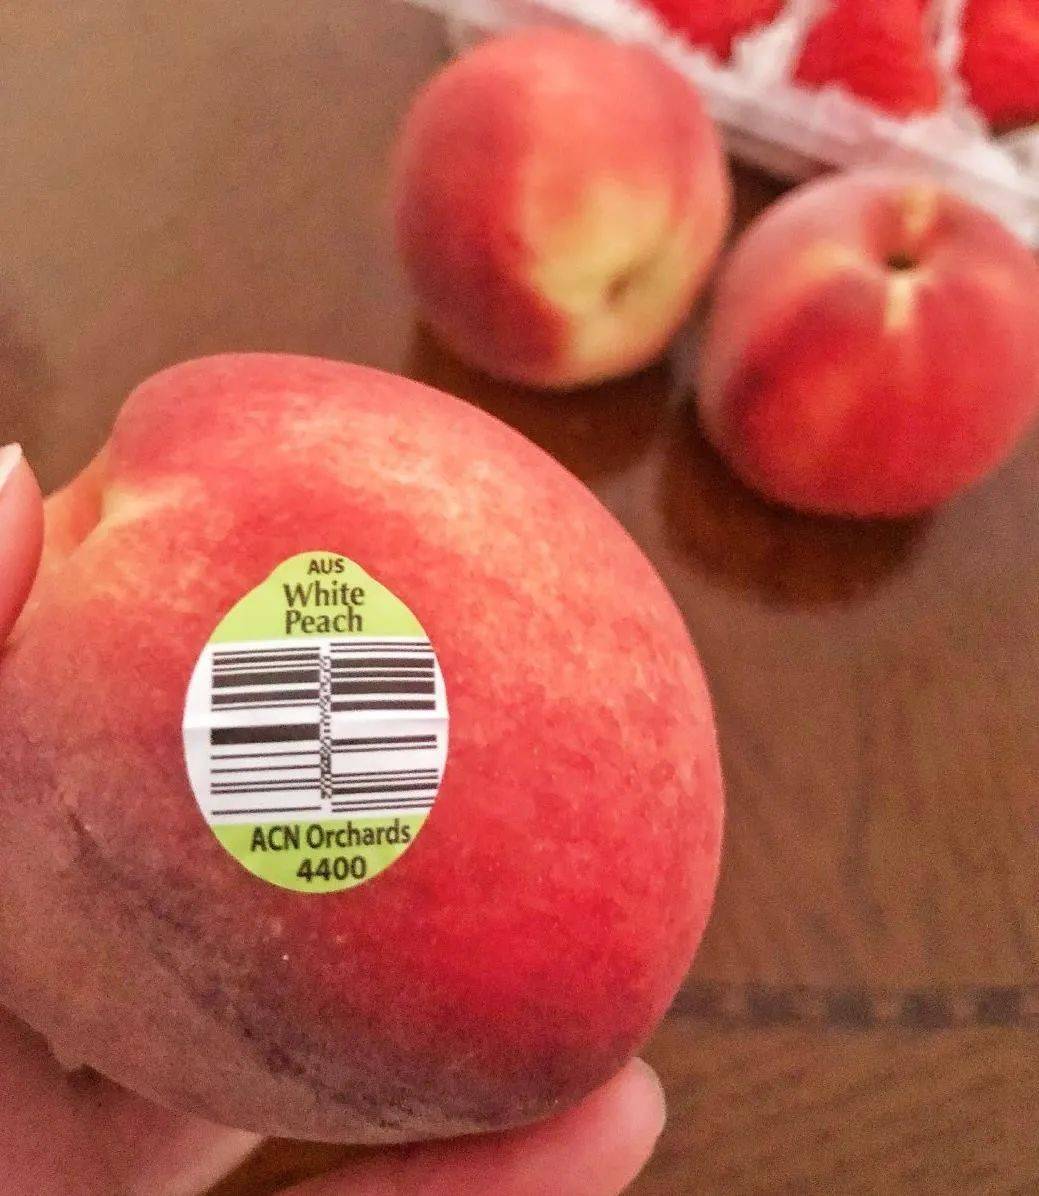 AUS
White
Peach
ACN Orchards
4400